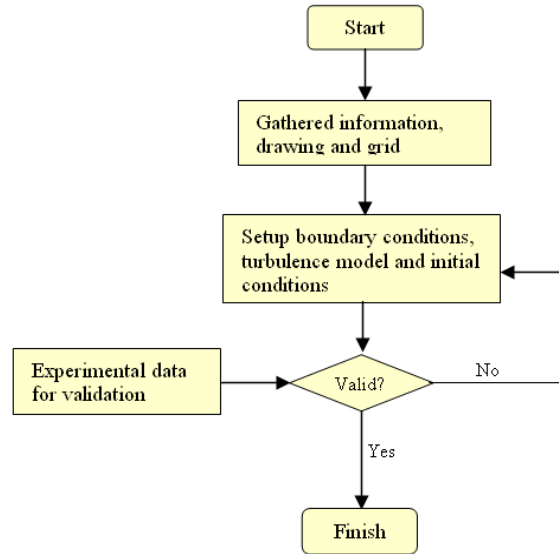 Start
Gathered information,
drawing and grid
Setup boundary conditions,
turbulence model and initial
conditions
Experimental data
for validation
Valid?
No
Yes
Finish